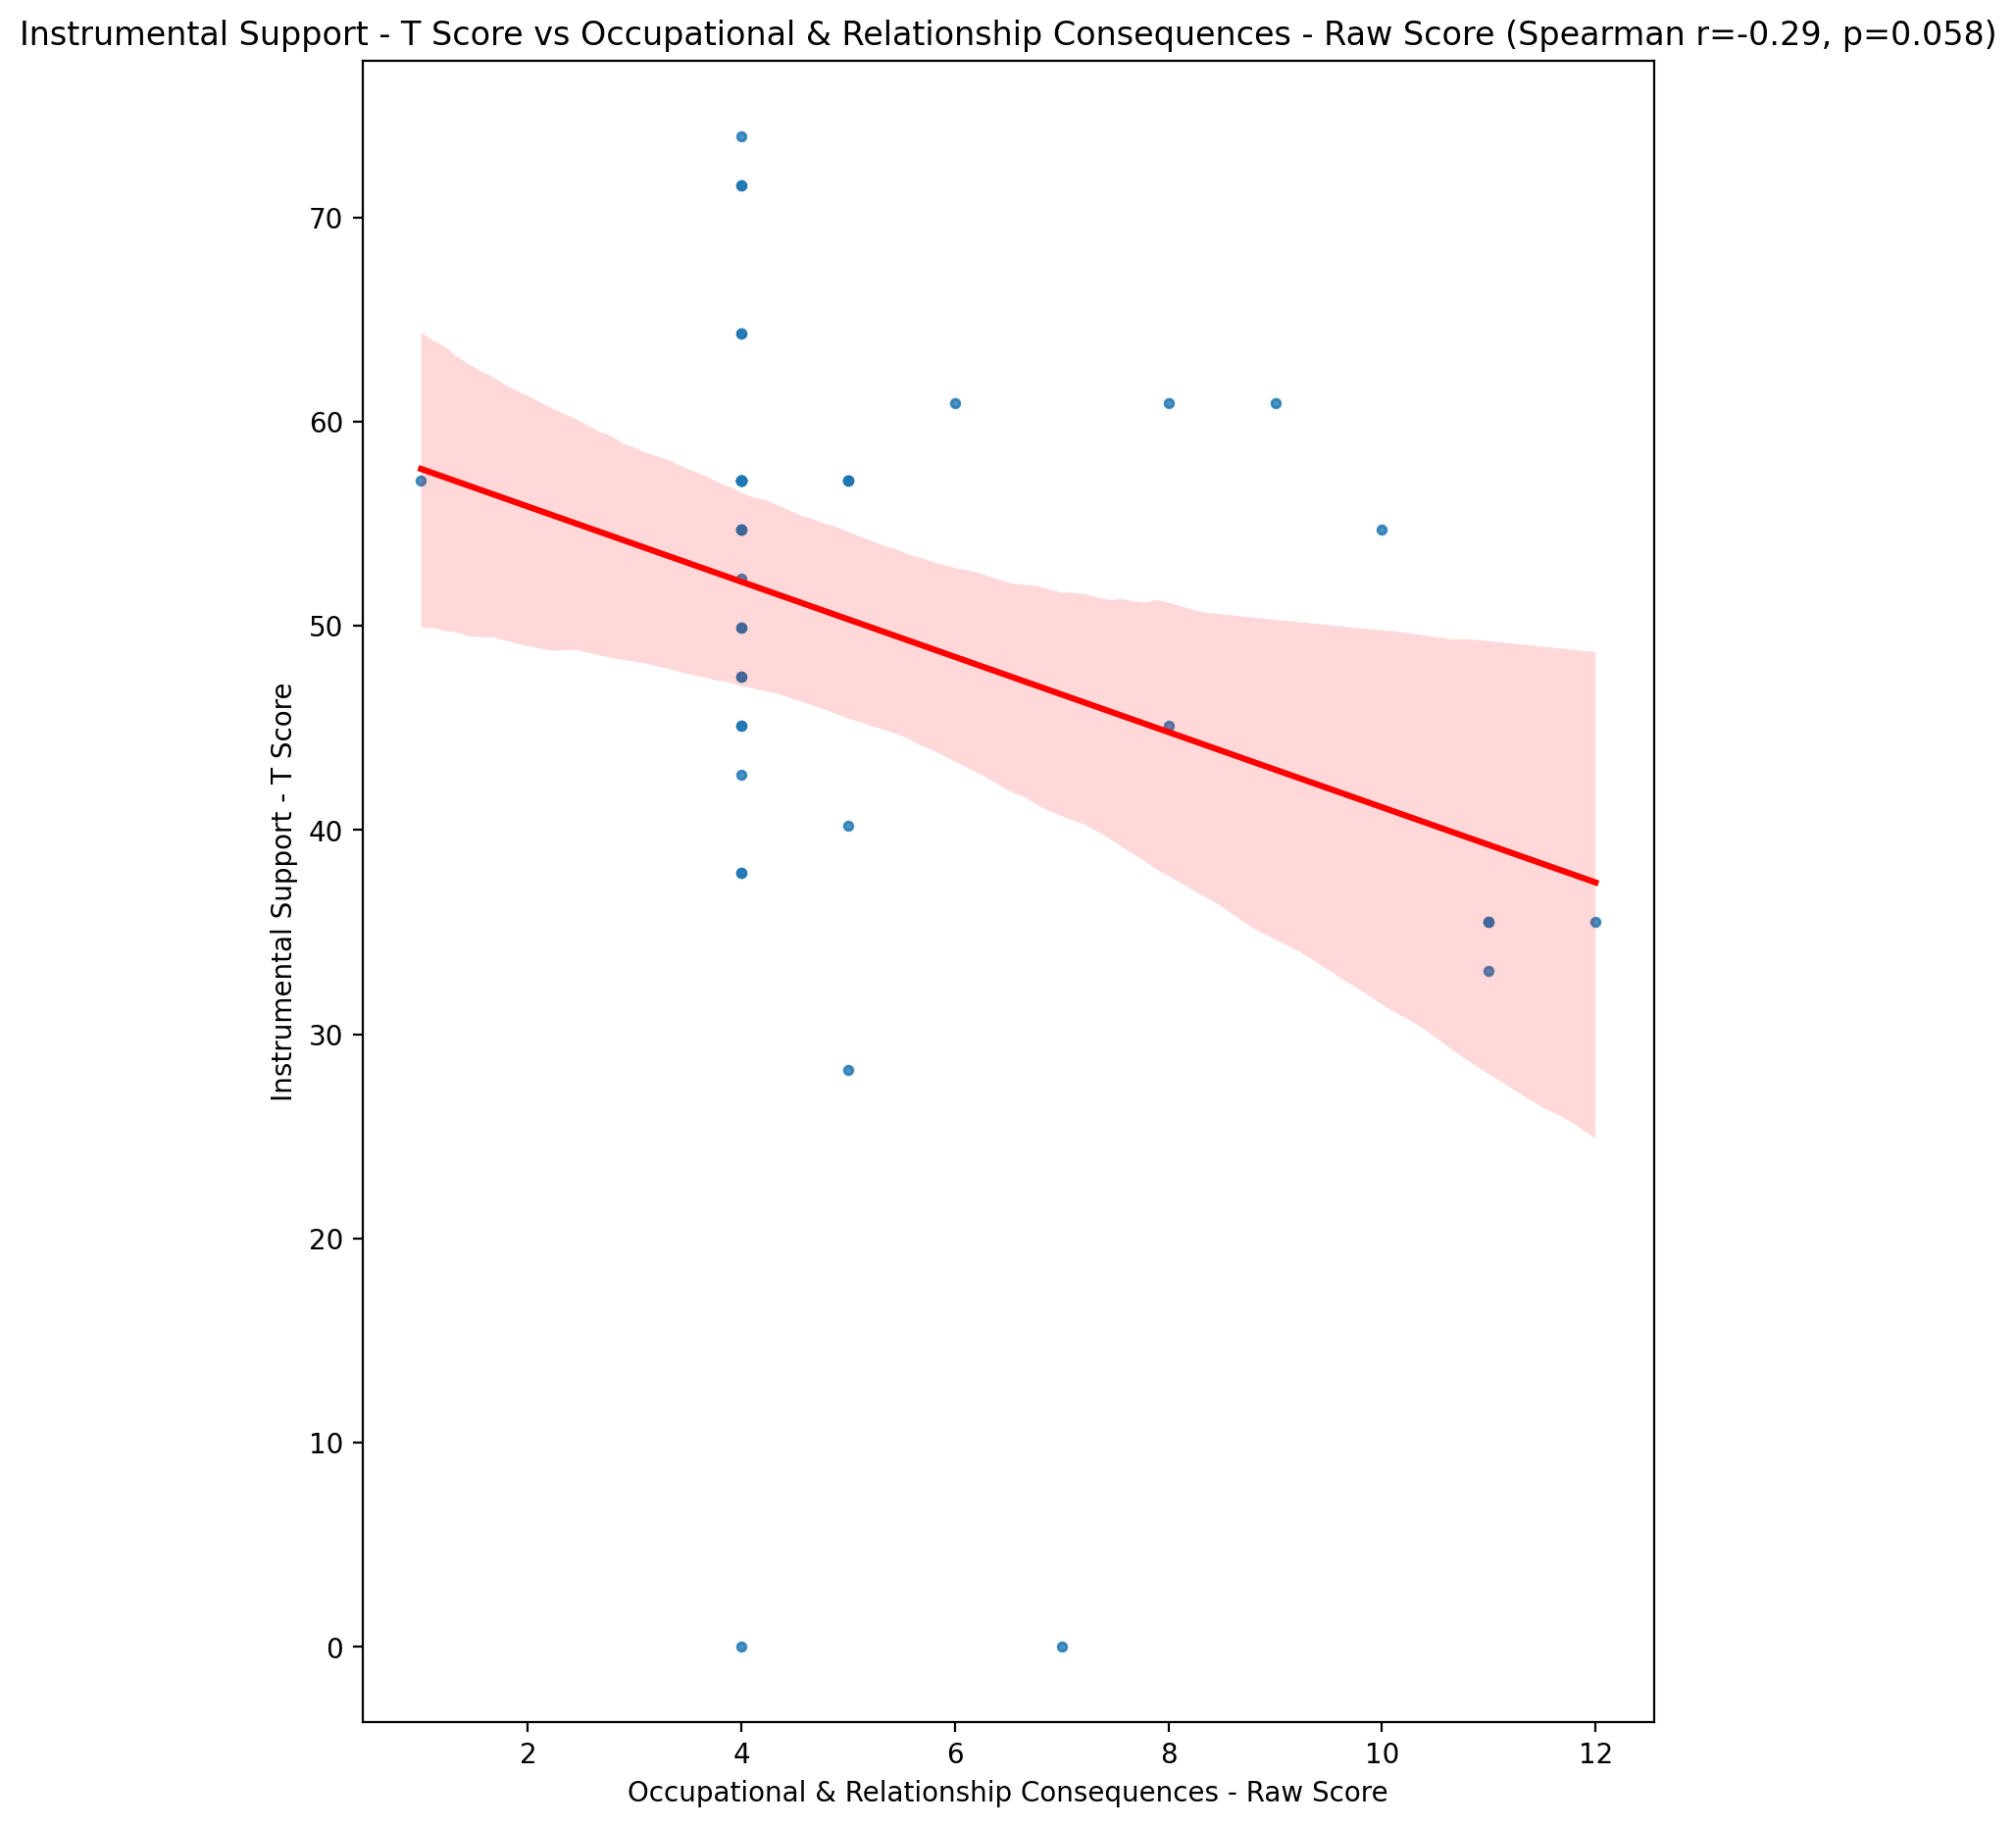 Instrumental Support - T Score vs Occupational & Relationship Consequences - Raw Score (Spearman r=-0.29, p=0.058)
70
60
50
40
30
20
10
0
Instrumental Support - T Score
2 4 6 8 10 12
Occupational & Relationship Consequences - Raw Score